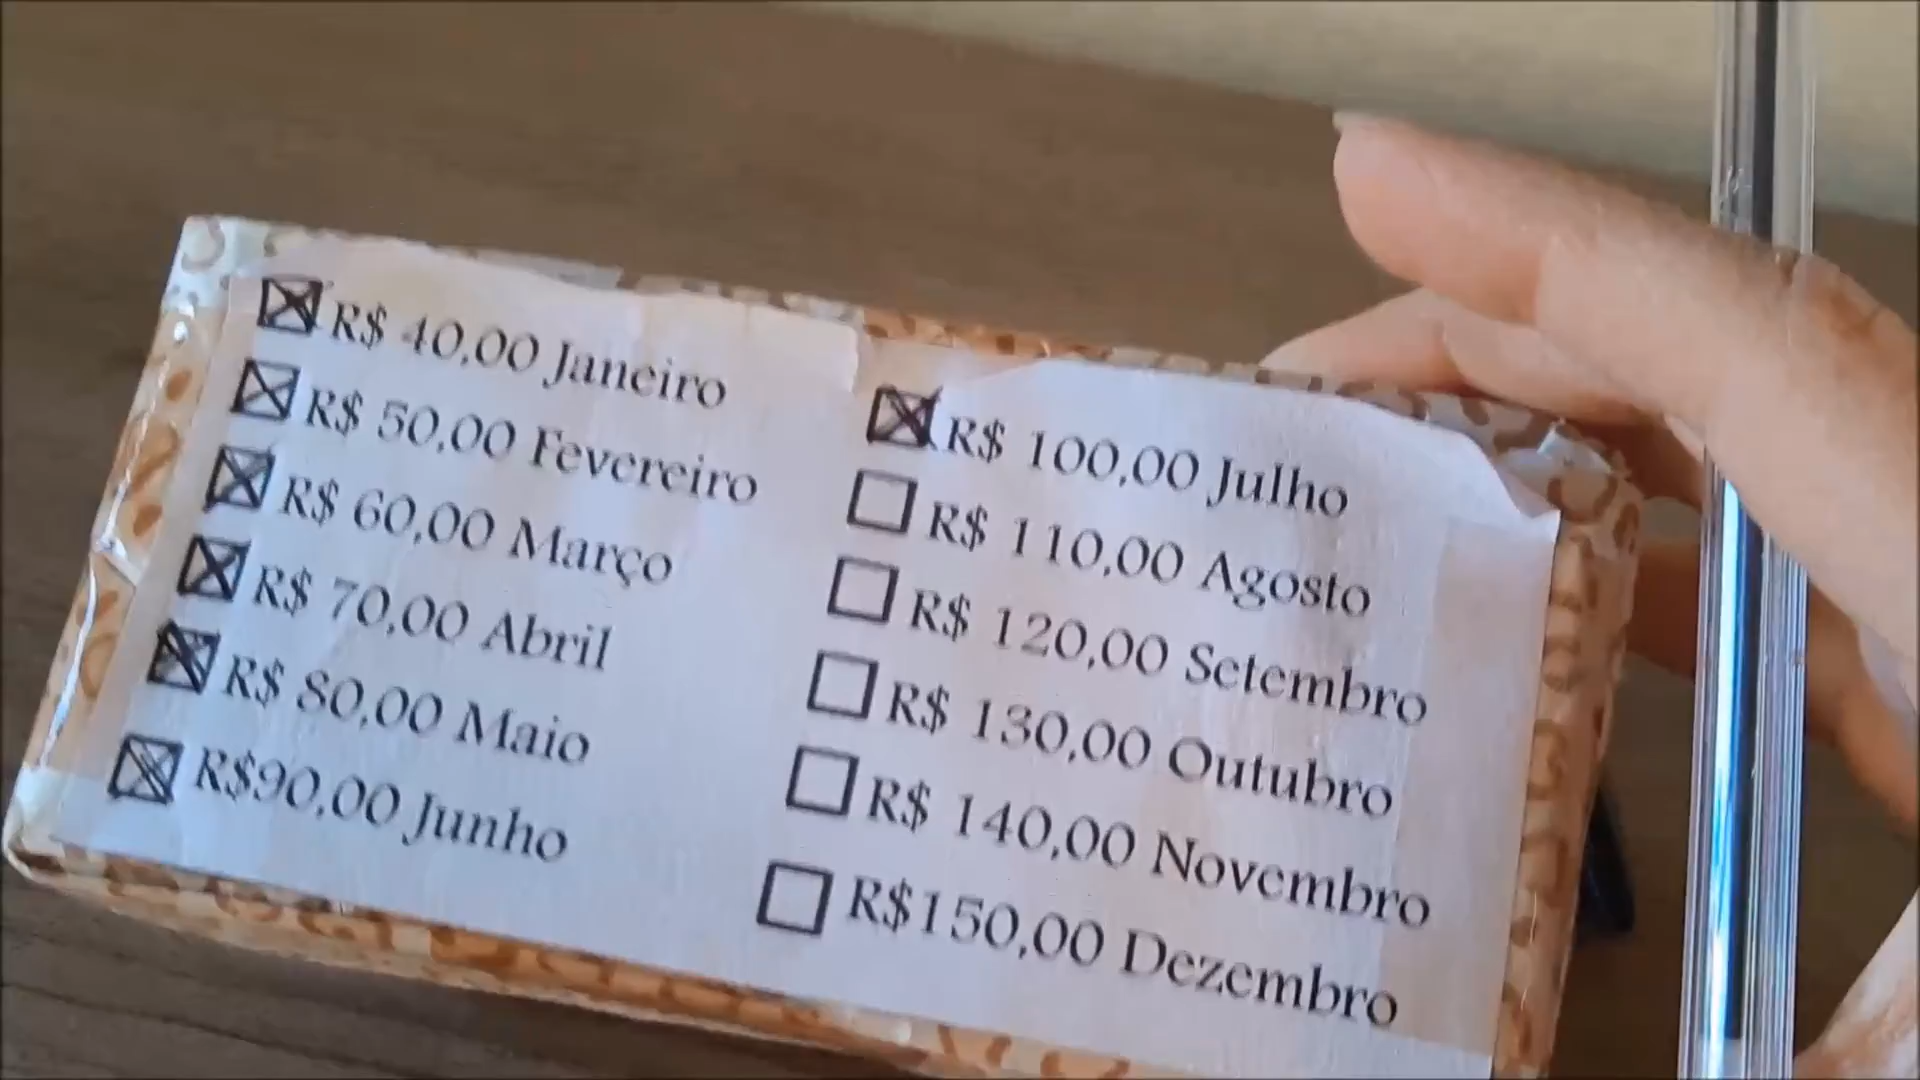 R$ 40,00 Janeiro
R$ 50,00 Fevereiro
R$ 60,00 Março
R$ 70,00 Abril
R$ 80,00 Maio
R$90,00 Junho
R$ 100,00 Julho
R$ 110,00 Agosto
R$ 120,00 Setembro
R$ 130,00 Outubro
R$ 140,00 Novembro
R$150,00 Dezembro